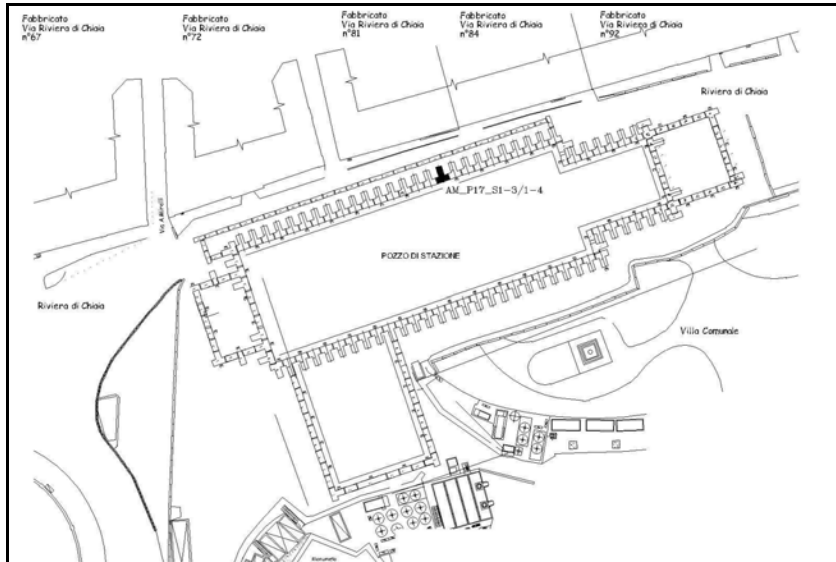 Fabbricato
Via Riviera di Chiaia
n°67
Fabbricato
Via Riviera di Chiaia
n°72
Fabbricato
Via Riviera di Chiaia
n°81
Fabbricato
Via Riviera di Chiaia
n°84
Fabbricato
Via Riviera di Chiaia
n°92
Riviera di Chiaia
AM_P17_S1-3/1-4
POZZO DI STAZIONE
Riviera di Chiaia
Villa Comunale